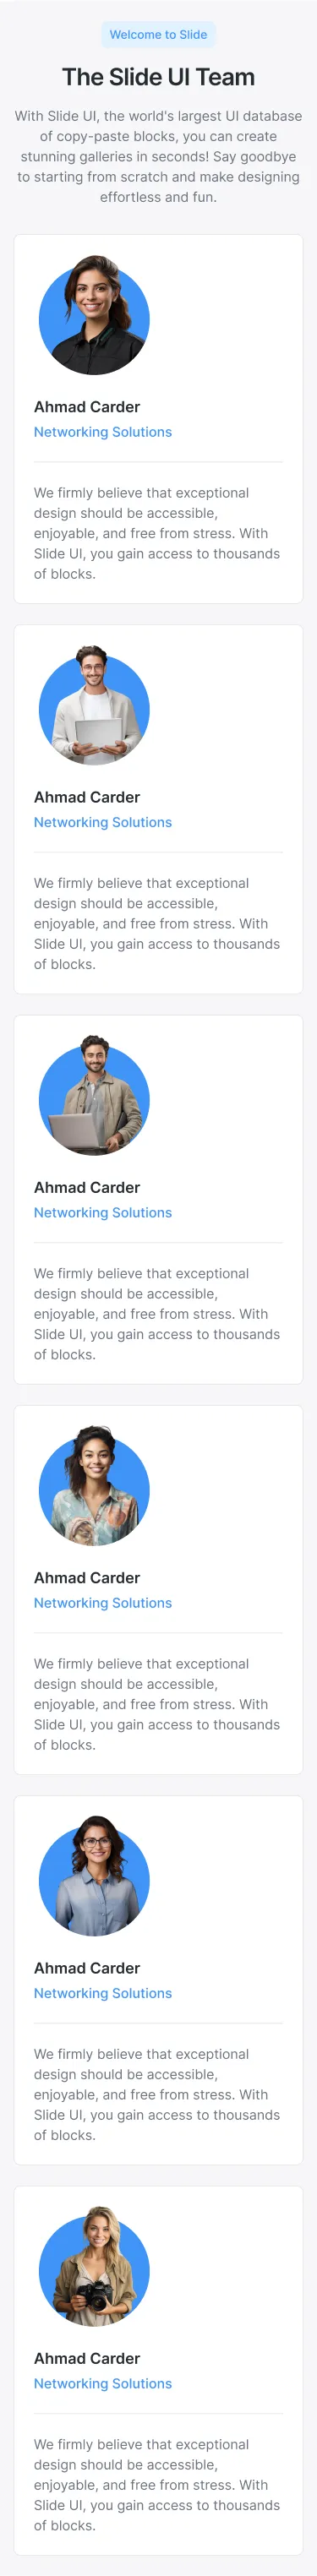 Welcome to Slide
The Slide UI Team
With Slide UI, the world's largest UI database
of copy-paste blocks, you can create
stunning galleries in seconds! Say goodbye
to starting from scratch and make designing
effortless and fun.
Ahmad Carder
Networking Solutions
We firmly believe that exceptional
design should be accessible,
enjoyable, and free from stress. With
Slide UI, you gain access to thousands
of blocks.
Ahmad Carder
Networking Solutions
We firmly believe that exceptional
design should be accessible,
enjoyable, and free from stress. With
Slide UI, you gain access to thousands
of blocks.
Ahmad Carder
Networking Solutions
We firmly believe that exceptional
design should be accessible,
enjoyable, and free from stress. With
Slide UI, you gain access to thousands
of blocks.
Ahmad Carder
Networking Solutions
We firmly believe that exceptional
design should be accessible,
enjoyable, and free from stress. With
Slide UI, you gain access to thousands
of blocks.
Ahmad Carder
Networking Solutions
We firmly believe that exceptional
design should be accessible,
enjoyable, and free from stress. With
Slide UI, you gain access to thousands
of blocks.
Ahmad Carder
Networking Solutions
We firmly believe that exceptional
design should be accessible,
enjoyable, and free from stress. With
Slide UI, you gain access to thousands
of blocks.